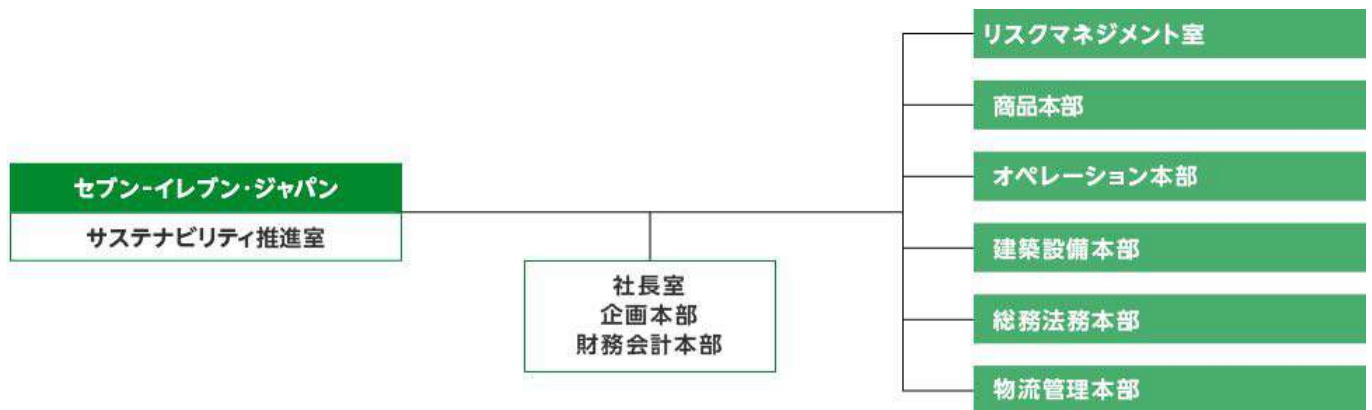 セブン-イレブン・ジャパン
サステナビリティ推進室
社長室
企画本部
財務会計本部
リスクマネジメント室
商品本部
オペレーション本部
建築設備本部
総務法務本部
物流管理本部